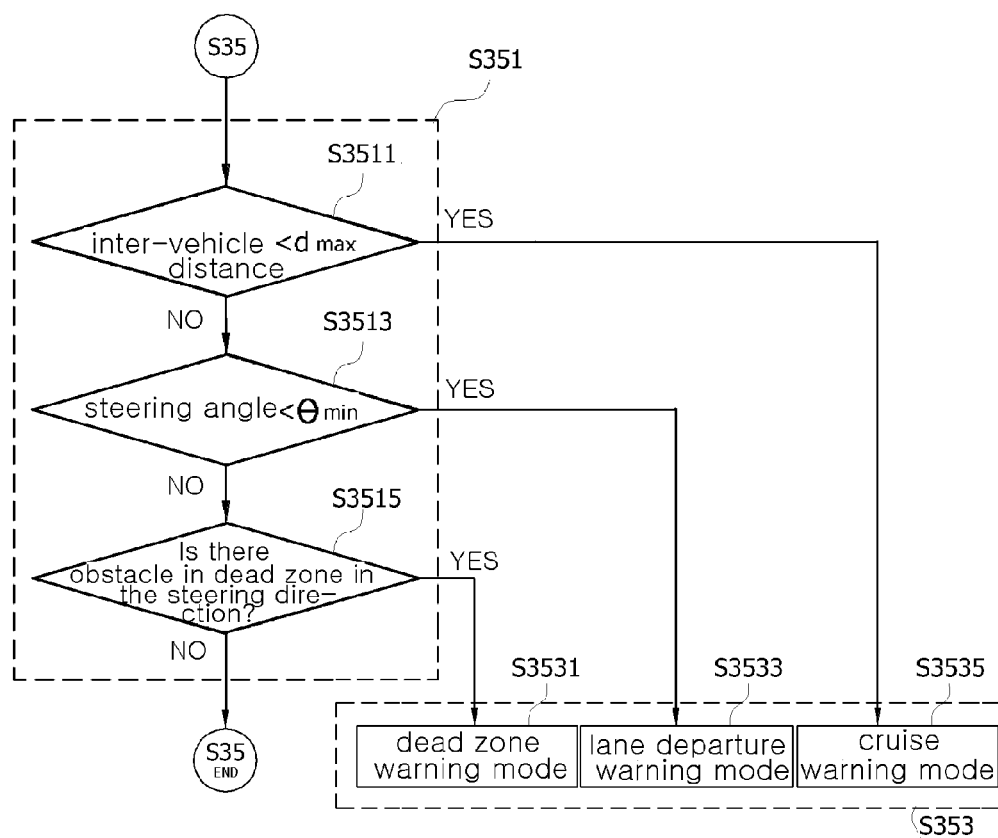 S35
S351
S3511
inter-vehicle <d max
distance
YES
NO
S3513
steering angle<θ min
YES
NO
S3515
Is there
obstacle in dead zone in
the steering dire-
ction?
YES
NO
S35
END
S3531
S3533
S3535
dead zone
warning mode
lane departure
warning mode
cruise
warning mode
S353